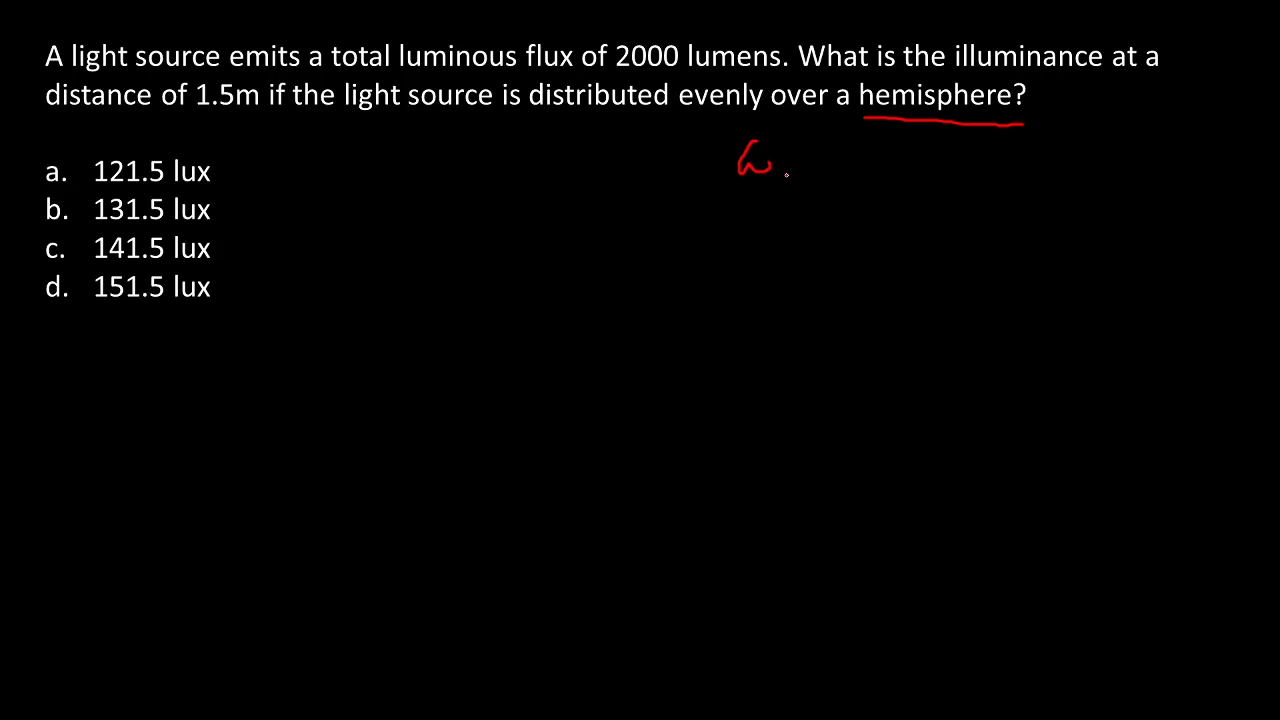 A light source emits a total luminous flux of 2000 lumens. What is the illuminance at a
distance of 1.5m if the light source is distributed evenly over a hemisphere?
a. 121.5 lux
b. 131.5 lux
c. 141.5 lux
d. 151.5 lux